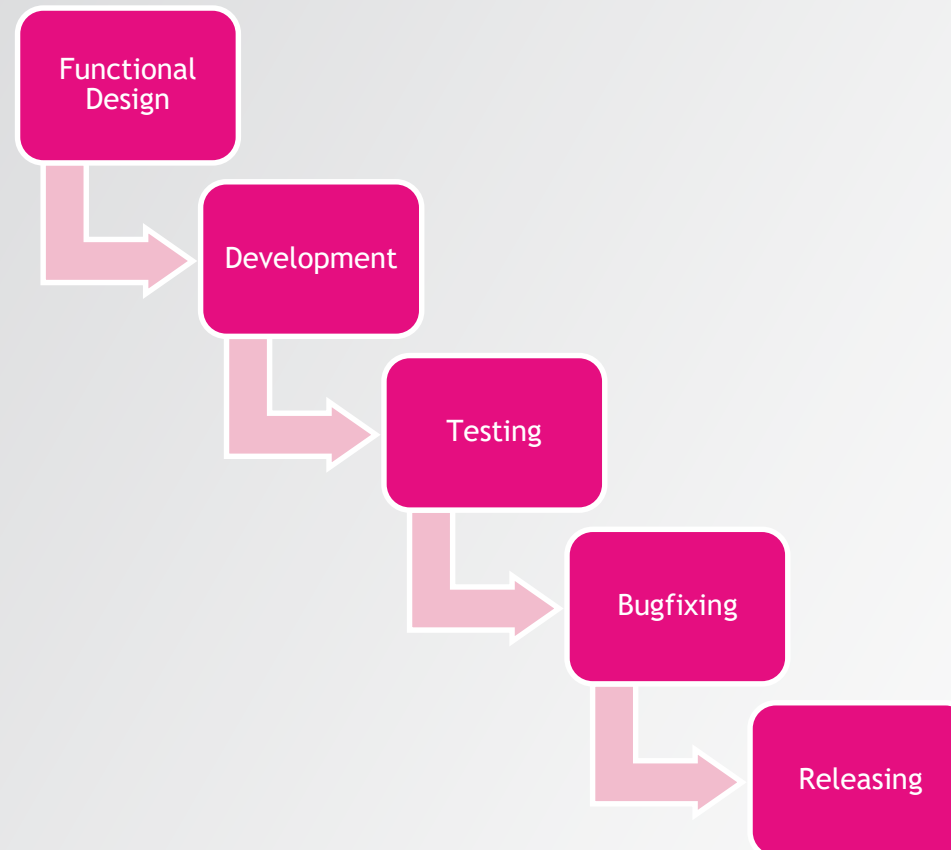 Functional
Design
Development
Testing
Bugfixing
Releasing